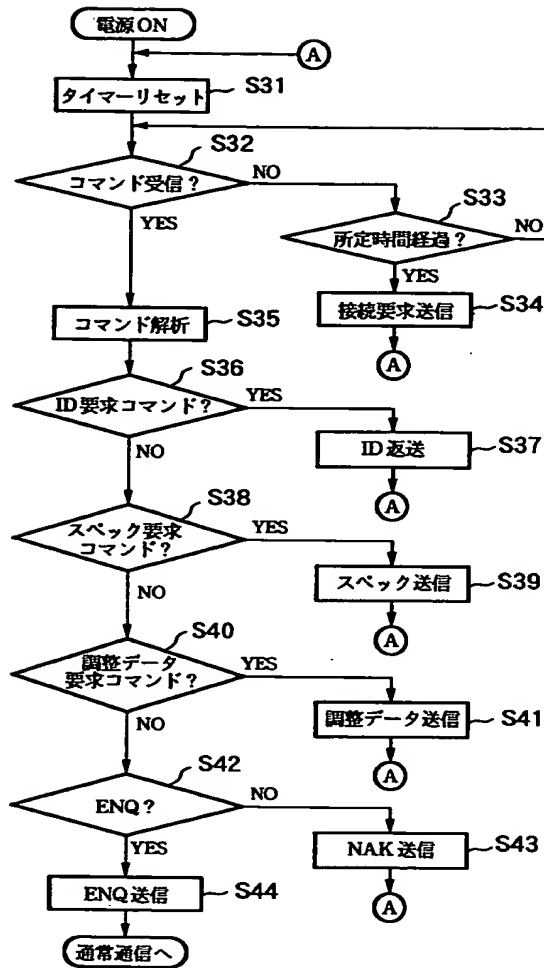 電源ON
A
タイマーリセット
S31
S32
コマンド受信?
NO
YES
S33
所定時間経過?
NO
YES
接続要求送信
S34
A
コマンド解析
S35
S36
ID要求コマンド?
YES
NO
ID返送
S37
A
S38
スペック要求
コマンド?
YES
NO
スペック送信
S39
A
S40
調整データ
要求コマンド?
YES
NO
調整データ送信
S41
A
S42
ENQ?
NO
YES
NAK送信
S43
A
ENQ送信
S44
通常通信へ